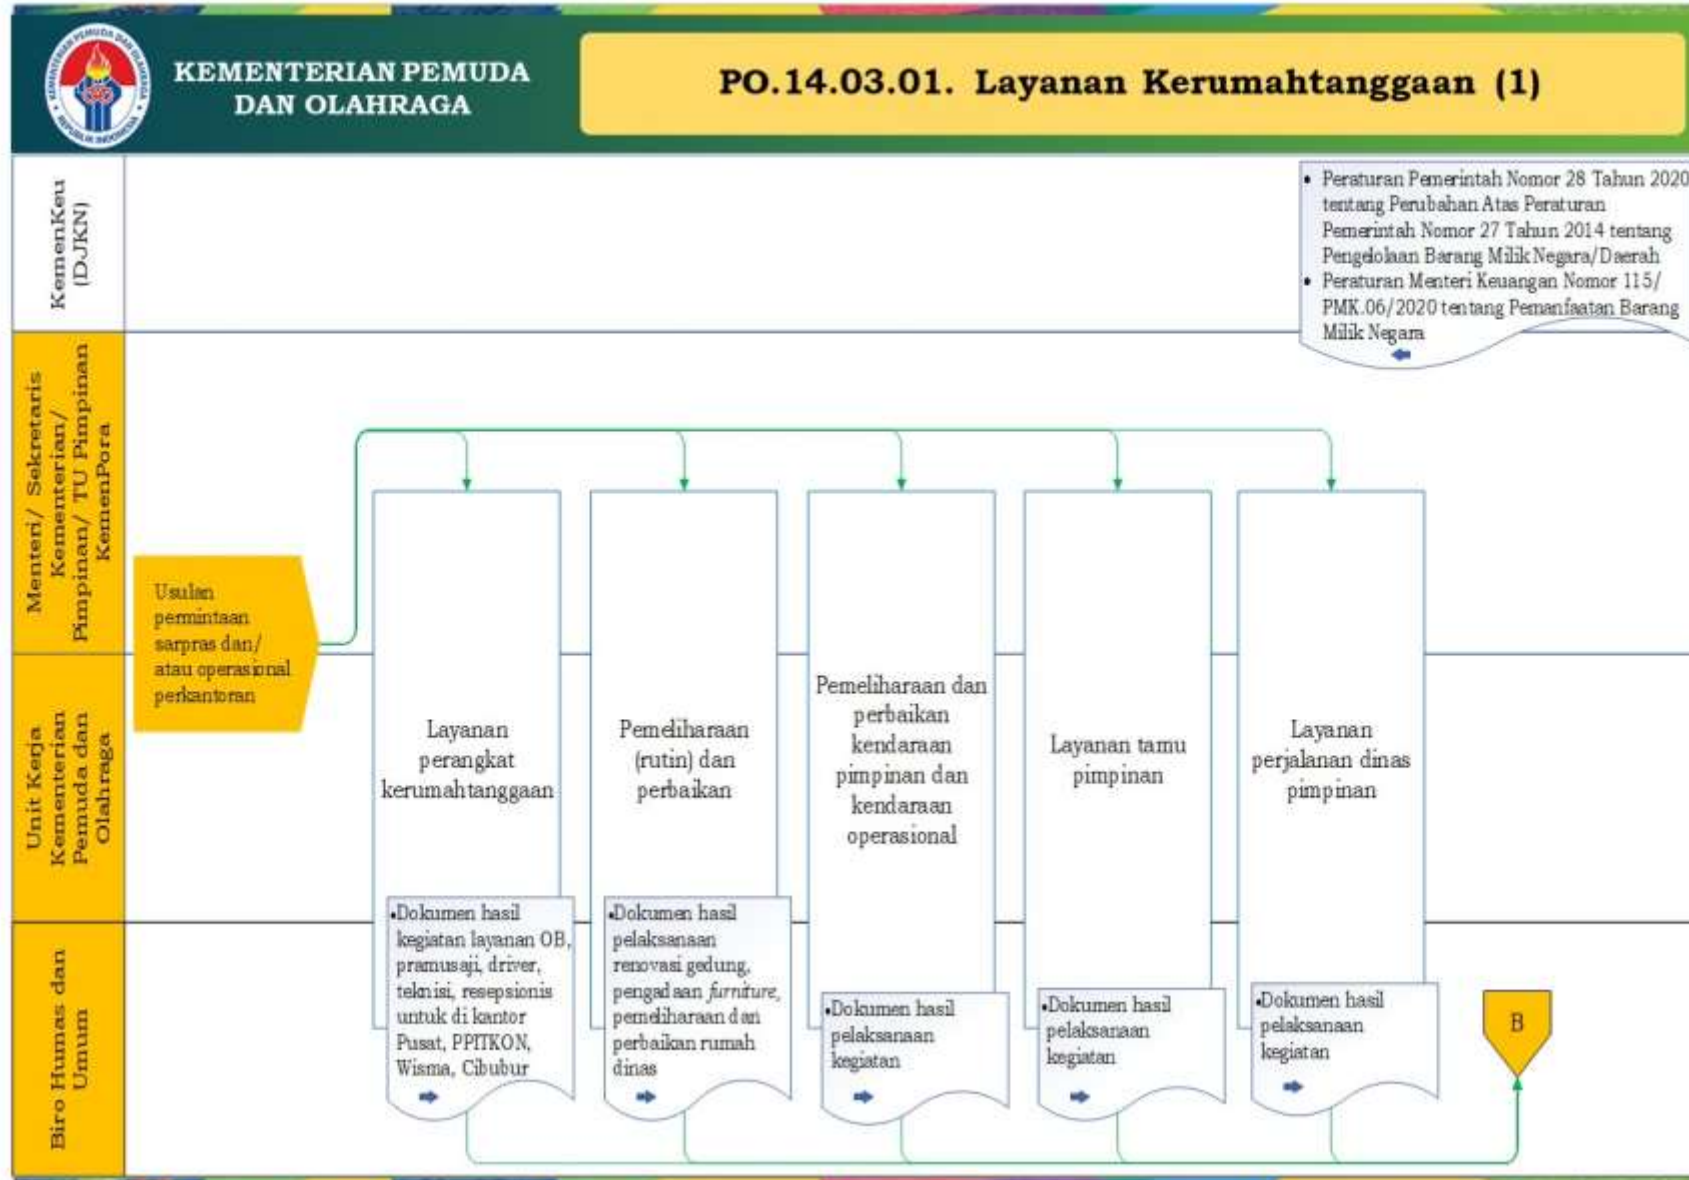 KEMENTERIAN PEMUDA DAN OLAHRAGA
REPUBLIK INDONESIA
KEMENTERIAN PEMUDA
DAN OLAHRAGA
PO.14.03.01. Layanan Kerumahtanggaan (1)
KemenKeu
(DJKN)
• Peraturan Pemerintah Nomor 28 Tahun 2020
tentang Perubahan Atas Peraturan
Pemerintah Nomor 27 Tahun 2014 tentang
Pengelolaan Barang Milik Negara/Daerah
• Peraturan Menteri Keuangan Nomor 115/
PMK.06/2020 tentang Pemanfaatan Barang
Milik Negara
Menteri/ Sekretaris
Kementerian/
Pimpinan/ TU Pimpinan
KemenPora
Usulan
permintaan
sarpras dan/
atau operasional
perkantoran
Unit Kerja
Kementerian
Pemuda dan
Olahraga
Layanan
perangkat
kerumahtanggaan
Pemeliharaan
(rutin) dan
perbaikan
Pemeliharaan dan
perbaikan
kendaraan
pimpinan dan
kendaraan
operasional
Layanan tamu
pimpinan
Layanan
perjalanan dinas
pimpinan
Biro Humas dan
Umum
•Dokumen hasil
kegiatan layanan OB,
pramusaji, driver,
teknisi, resepsionis
untuk di kantor
Pusat, PPITKON,
Wisma, Cibubur
•Dokumen hasil
pelaksanaan
renovasi gedung,
pengadaan furniture,
pemeliharaan dan
perbaikan rumah
dinas
•Dokumen hasil
pelaksanaan
kegiatan
•Dokumen hasil
pelaksanaan
kegiatan
•Dokumen hasil
pelaksanaan
kegiatan
B